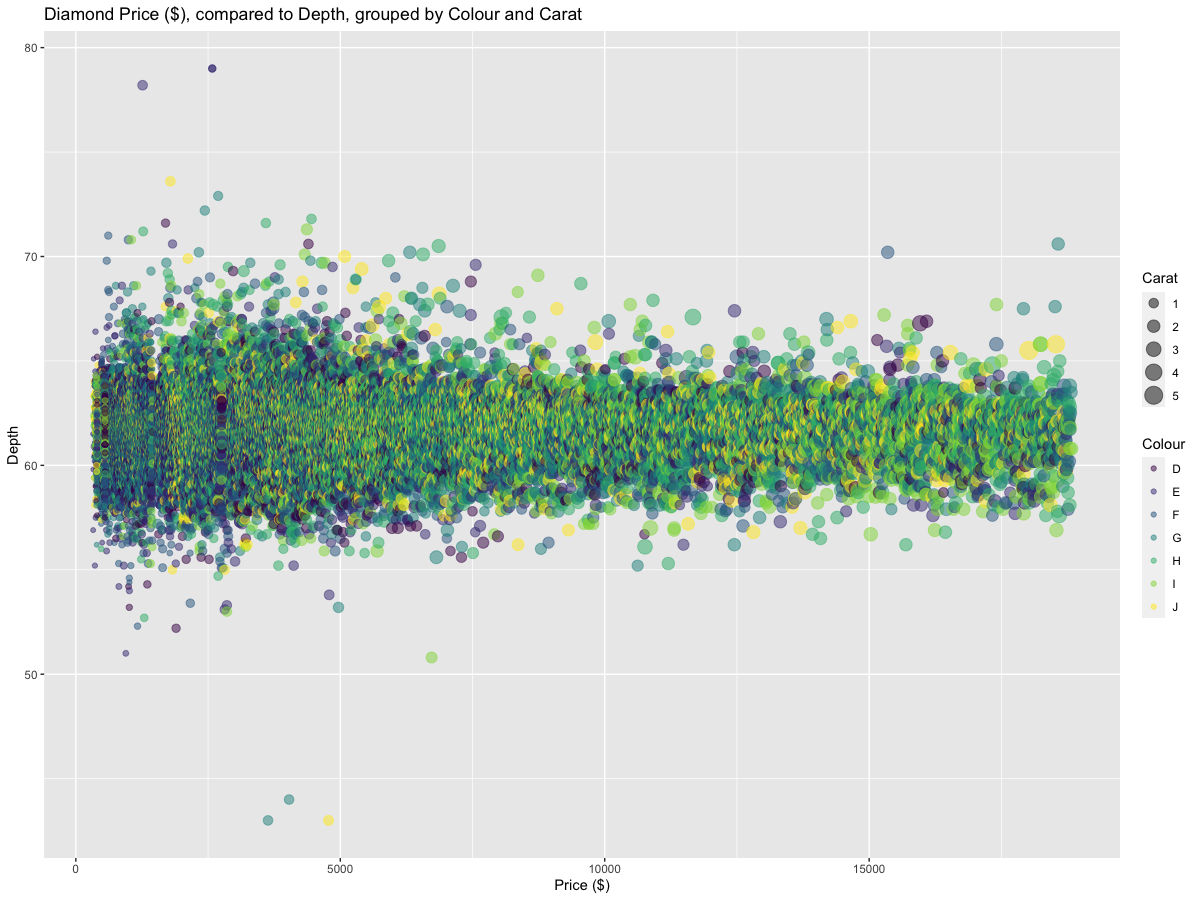 Diamond Price ($), compared to Depth, grouped by Colour and Carat
80
70
60
50
Depth
0
5000
10000
15000
Price ($)
Carat
1
2
3
4
5
Colour
D
E
F
G
H
I
J